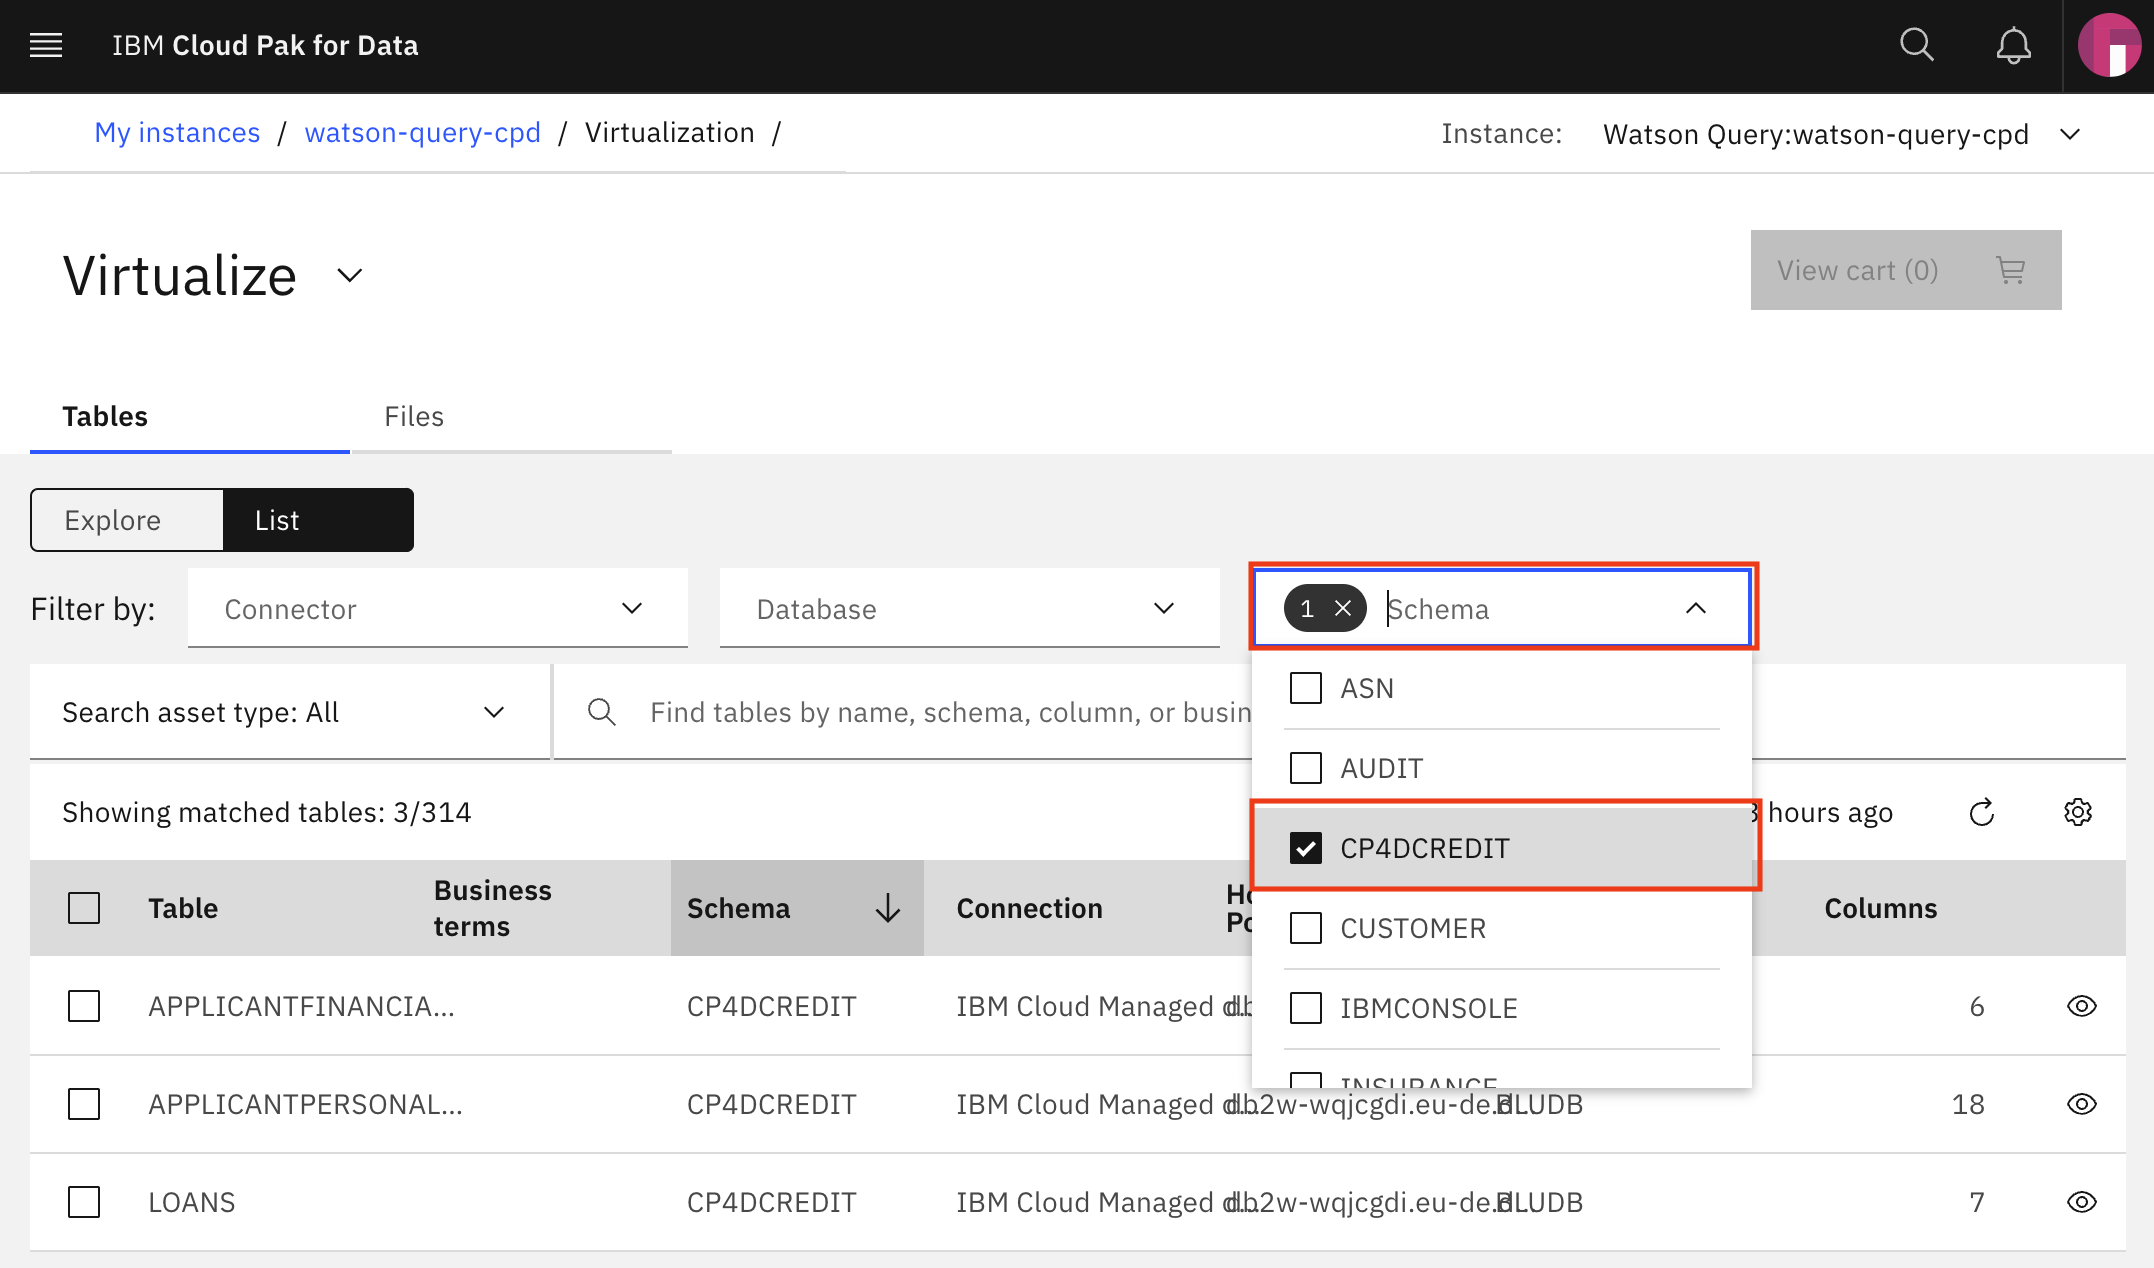 IBM Cloud Pak for Data
My instances / watson-query-cpd / Virtualization /
Instance: Watson Query:watson-query-cpd
Virtualize
View cart (0)
Tables Files
Explore List
Filter by: Connector Database 1 Schema
ASN
AUDIT
CP4DCREDIT
CUSTOMER
IBMCONSOLE
INSURANCE
Search asset type: All
Find tables by name, schema, column, or busin
Showing matched tables: 3/314
hours ago
Table Business terms Schema Connection Columns
APPLICANTFINANCIA... CP4DCREDIT IBM Cloud Managed 6
APPLICANTPERSONAL... CP4DCREDIT IBM Cloud Managed db2w-wqjcgdi.eu-de.d... BLUDB 18
LOANS CP4DCREDIT IBM Cloud Managed db2w-wqjcgdi.eu-de.d... BLUDB 7